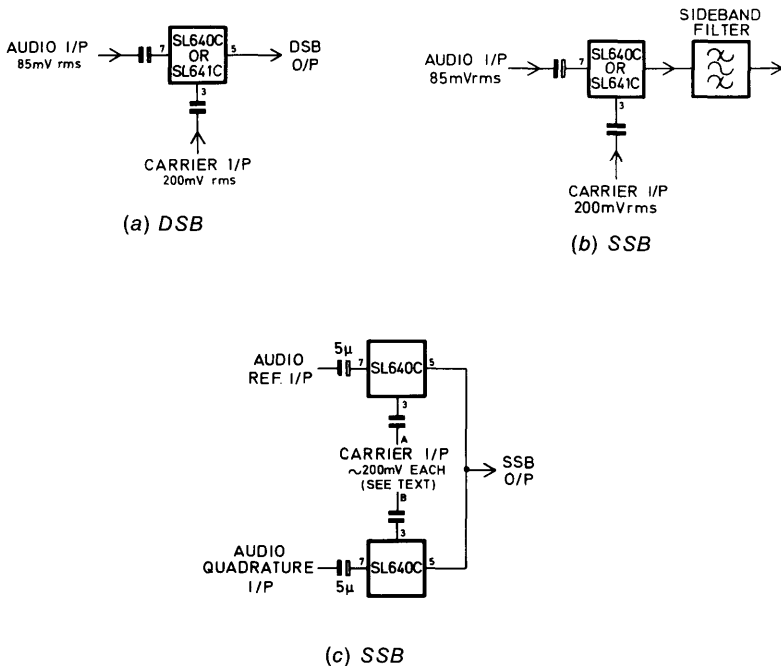 AUDIO I/P
85mV rms
7
SL640C
OR
SL641C
5
DSB
O/P
3
CARRIER I/P
200mV rms
(a) DSB
AUDIO I/P
85mVrms
7
SL640C
OR
SL641C
3
SIDEBAND
FILTER
CARRIER I/P
200mVrms
(b) SSB
AUDIO
REF. I/P
5μ
7
SL640C
5
3
A
CARRIER I/P
~200mV EACH
(SEE TEXT)
B
3
SSB
O/P
AUDIO
QUADRATURE
I/P
5μ
7
SL640C
5
(c) SSB